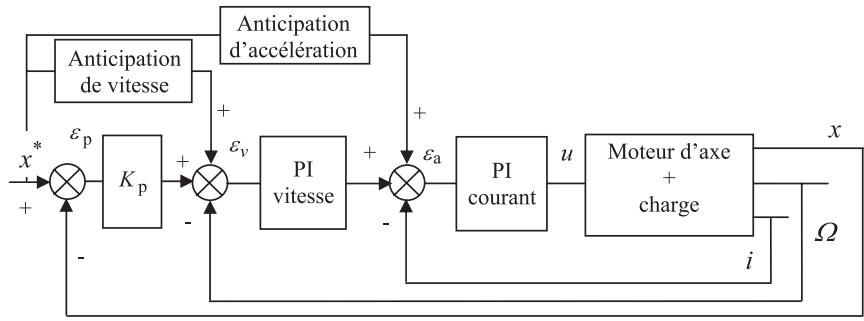 Anticipation
d'accélération
Anticipation
de vitesse
+
+
+
ε_p
K_p
+
ε_v
PI
vitesse
+
ε_a
PI
courant
u
Moteur d'axe
+
charge
x
x*
+
-
-
-
Ω
i